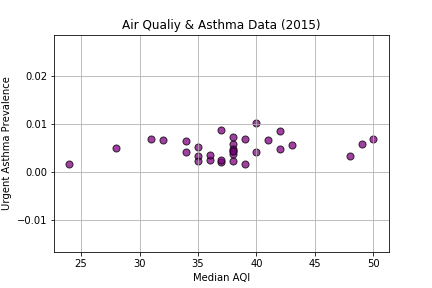 Air Qualiy & Asthma Data (2015)
Urgent Asthma Prevalence
0.02
0.01
0.00
−0.01
25 30 35 40 45 50
Median AQI